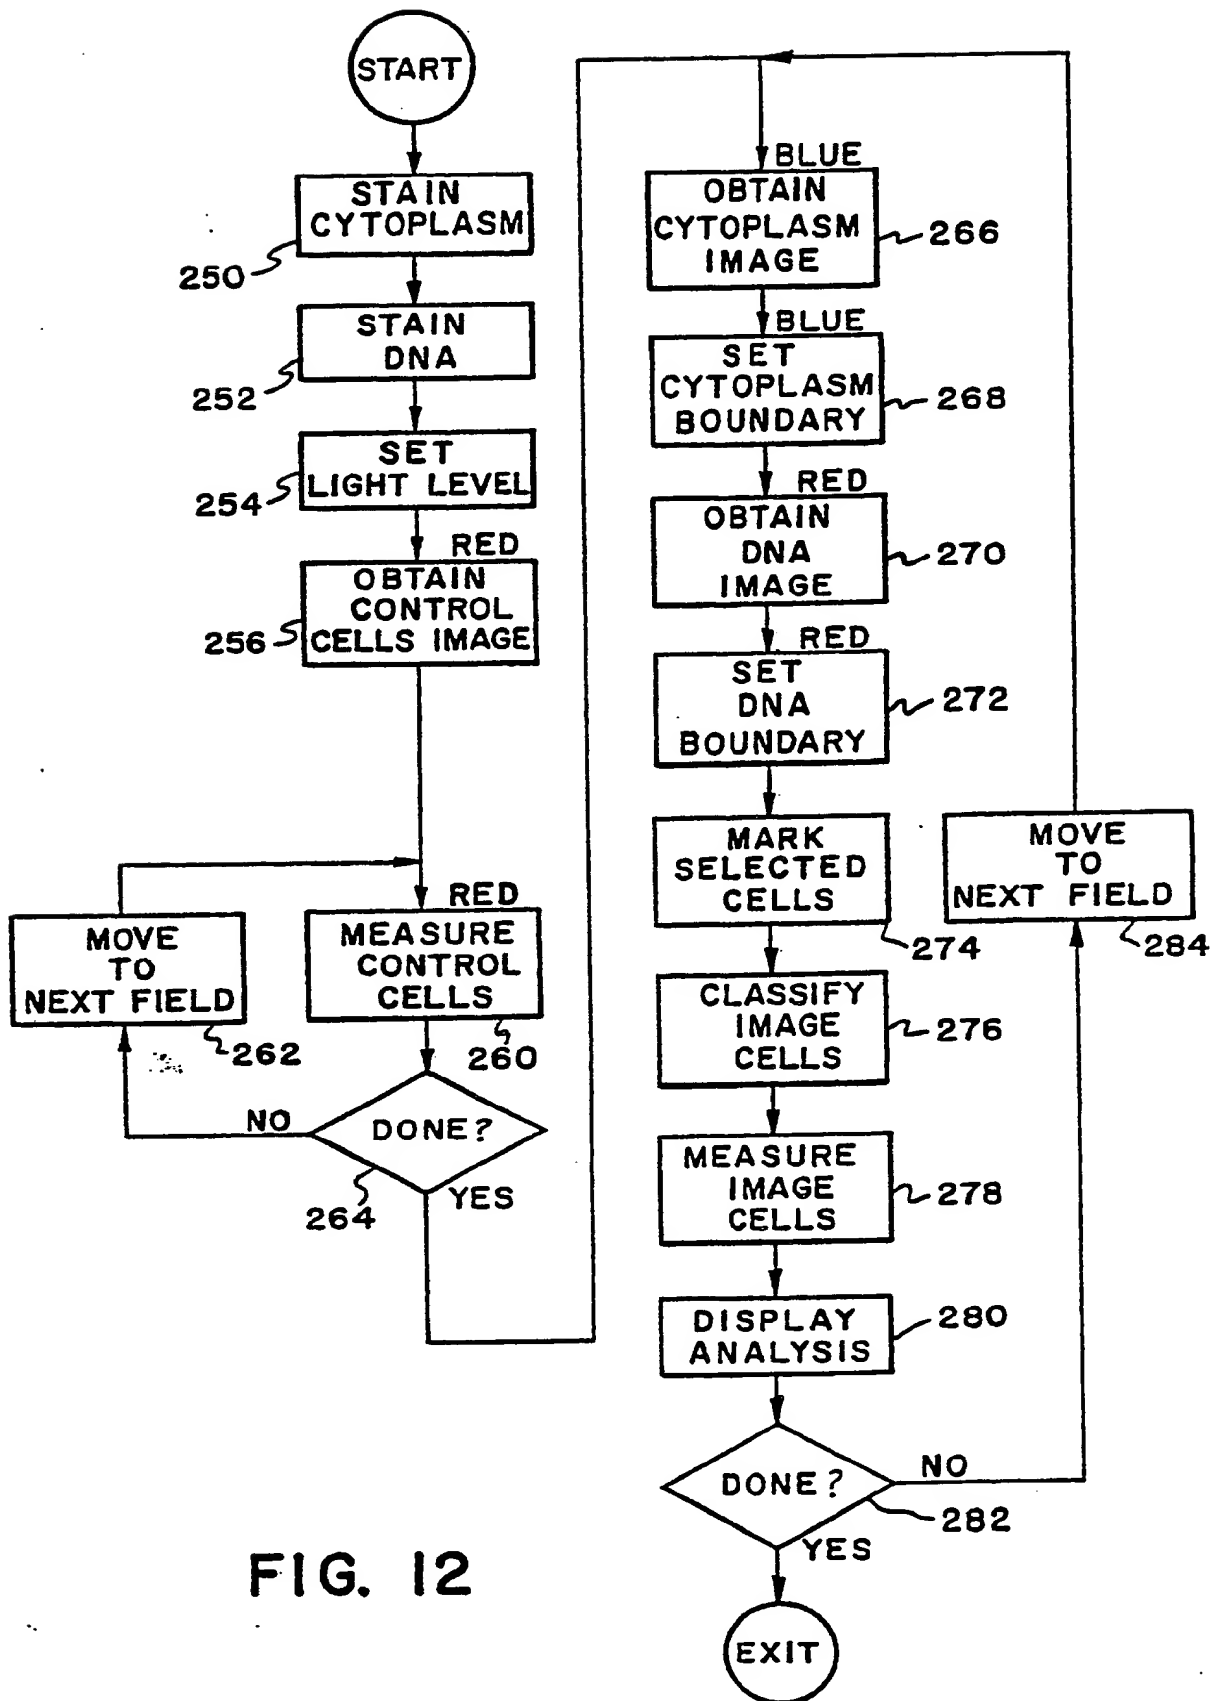 START
STAIN
CYTOPLASM
250
STAIN
DNA
252
SET
LIGHT LEVEL
254
RED
OBTAIN
CONTROL
CELLS IMAGE
256
RED
MEASURE
CONTROL
CELLS
260
MOVE
TO
NEXT FIELD
262
DONE?
NO
YES
264
BLUE
OBTAIN
CYTOPLASM
IMAGE
266
BLUE
SET
CYTOPLASM
BOUNDARY
268
RED
OBTAIN
DNA
IMAGE
270
RED
SET
DNA
BOUNDARY
272
MARK
SELECTED
CELLS
274
MOVE
TO
NEXT FIELD
284
CLASSIFY
IMAGE
CELLS
276
MEASURE
IMAGE
CELLS
278
DISPLAY
ANALYSIS
280
DONE?
NO
282
YES
EXIT
FIG. 12